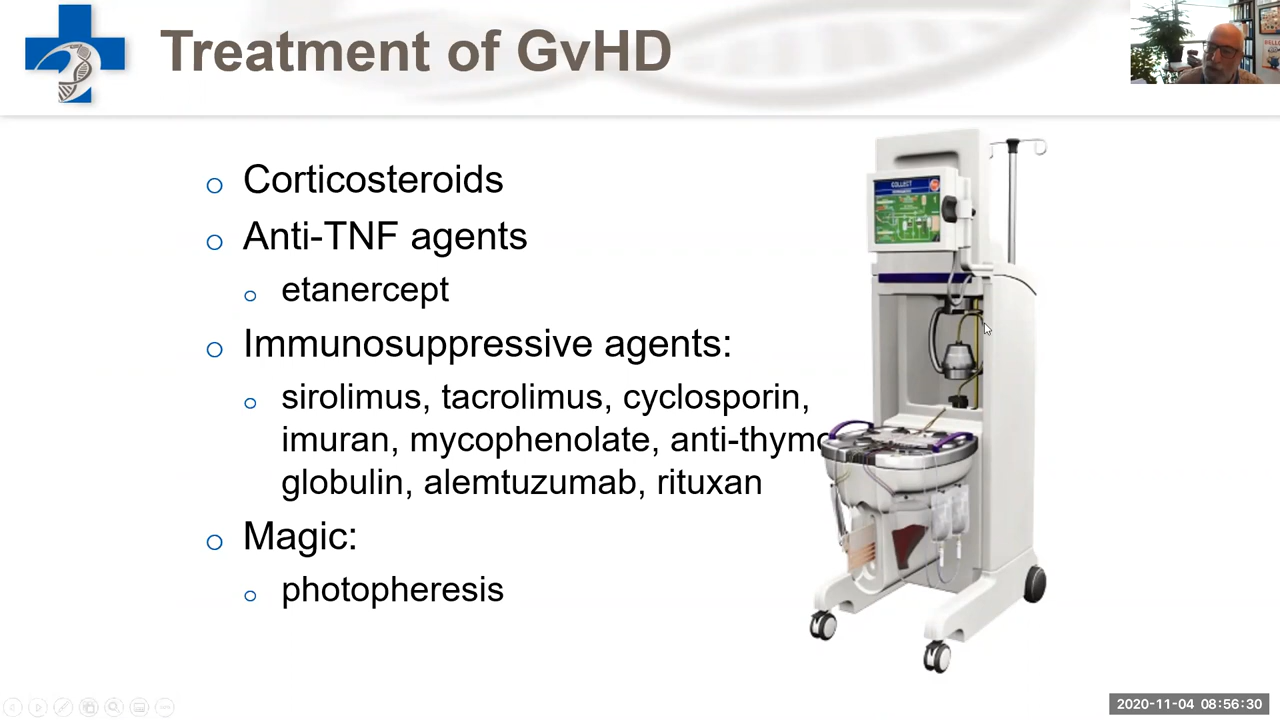 Treatment of GvHD
Corticosteroids
Anti-TNF agents
etanercept
Immunosuppressive agents:
sirolimus, tacrolimus, cyclosporin,
imuran, mycophenolate, anti-thymo
globulin, alemtuzumab, rituxan
Magic:
photopheresis
COLLECT
2020-11-04 08:56:30